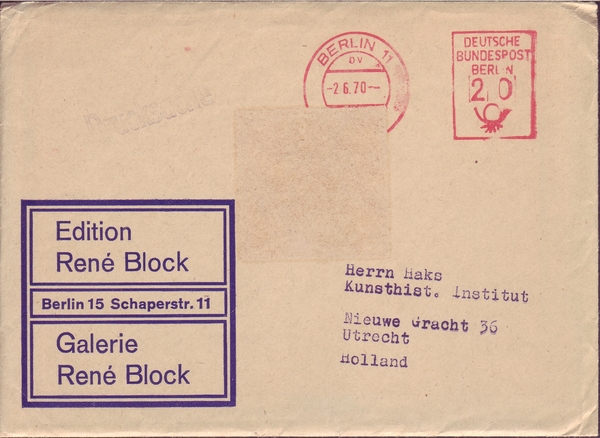 BERLIN 11
DV
-2.6.70--
DEUTSCHE
BUNDESPOST
BERLIN
20
Drucksache
Edition
René Block
Berlin 15 Schaperstr. 11
Galerie
René Block
Herrn Haks
Kunsthist. Institut
Nieuwe Gracht 36
Utrecht
Holland